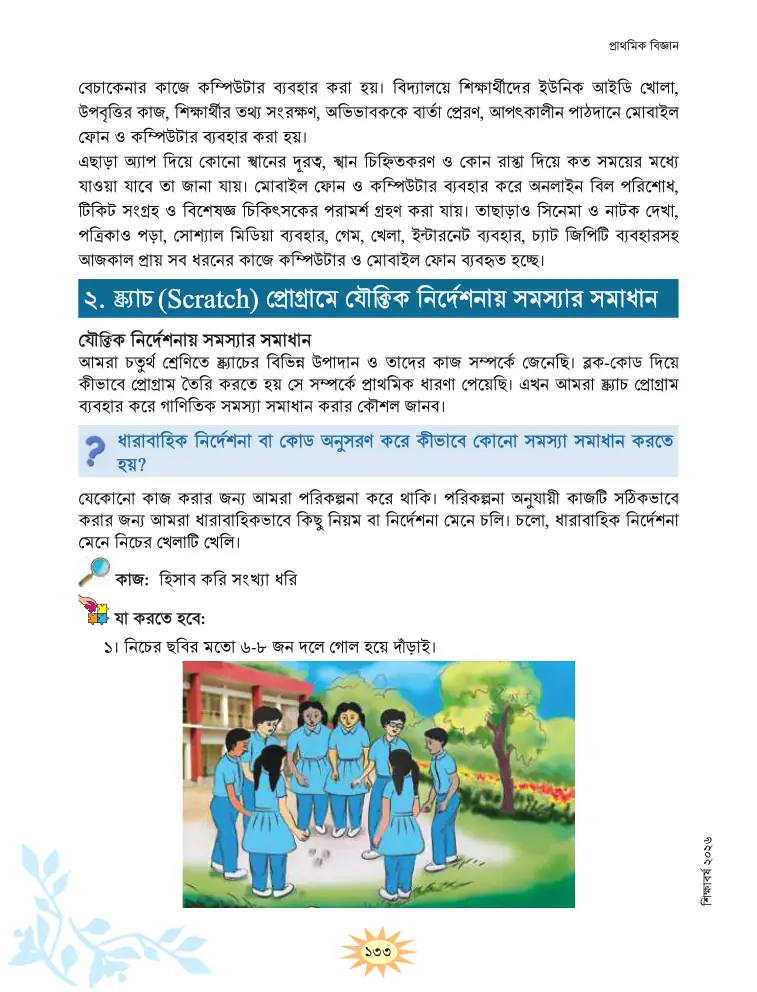 প্রাথমিক বিজ্ঞান
বেচাকেনার কাজে কম্পিউটার ব্যবহার করা হয়। বিদ্যালয়ে শিক্ষার্থীদের ইউনিক আইডি খোলা,
উপবৃত্তির কাজ, শিক্ষার্থীর তথ্য সংরক্ষণ, অভিভাবককে বার্তা প্রেরণ, আপৎকালীন পাঠদানে মোবাইল
ফোন ও কম্পিউটার ব্যবহার করা হয়।
এছাড়া অ্যাপ দিয়ে কোনো স্থানের দূরত্ব, স্থান চিহ্নিতকরণ ও কোন রাস্তা দিয়ে কত সময়ের মধ্যে
যাওয়া যাবে তা জানা যায়। মোবাইল ফোন ও কম্পিউটার ব্যবহার করে অনলাইন বিল পরিশোধ,
টিকিট সংগ্রহ ও বিশেষজ্ঞ চিকিৎসকের পরামর্শ গ্রহণ করা যায়। তাছাড়াও সিনেমা ও নাটক দেখা,
পত্রিকাও পড়া, সোশ্যাল মিডিয়া ব্যবহার, গেম, খেলা, ইন্টারনেট ব্যবহার, চ্যাট জিপিটি ব্যবহারসহ
আজকাল প্রায় সব ধরনের কাজে কম্পিউটার ও মোবাইল ফোন ব্যবহৃত হচ্ছে।
২. স্ক্র্যাচ (Scratch) প্রোগ্রামে যৌক্তিক নির্দেশনায় সমস্যার সমাধান
যৌক্তিক নির্দেশনায় সমস্যার সমাধান
আমরা চতুর্থ শ্রেণিতে স্ক্র্যাচের বিভিন্ন উপাদান ও তাদের কাজ সম্পর্কে জেনেছি। ব্লক-কোড দিয়ে
কীভাবে প্রোগ্রাম তৈরি করতে হয় সে সম্পর্কে প্রাথমিক ধারণা পেয়েছি। এখন আমরা স্ক্র্যাচ প্রোগ্রাম
ব্যবহার করে গাণিতিক সমস্যা সমাধান করার কৌশল জানব।
? ধারাবাহিক নির্দেশনা বা কোড অনুসরণ করে কীভাবে কোনো সমস্যা সমাধান করতে
হয়?
যেকোনো কাজ করার জন্য আমরা পরিকল্পনা করে থাকি। পরিকল্পনা অনুযায়ী কাজটি সঠিকভাবে
করার জন্য আমরা ধারাবাহিকভাবে কিছু নিয়ম বা নির্দেশনা মেনে চলি। চলো, ধারাবাহিক নির্দেশনা
মেনে নিচের খেলাটি খেলি।
কাজ: হিসাব করি সংখ্যা ধরি
যা করতে হবে:
১। নিচের ছবির মতো ৬-৮ জন দলে গোল হয়ে দাঁড়াই।
শিক্ষাবর্ষ ২০২৬
১৩৩